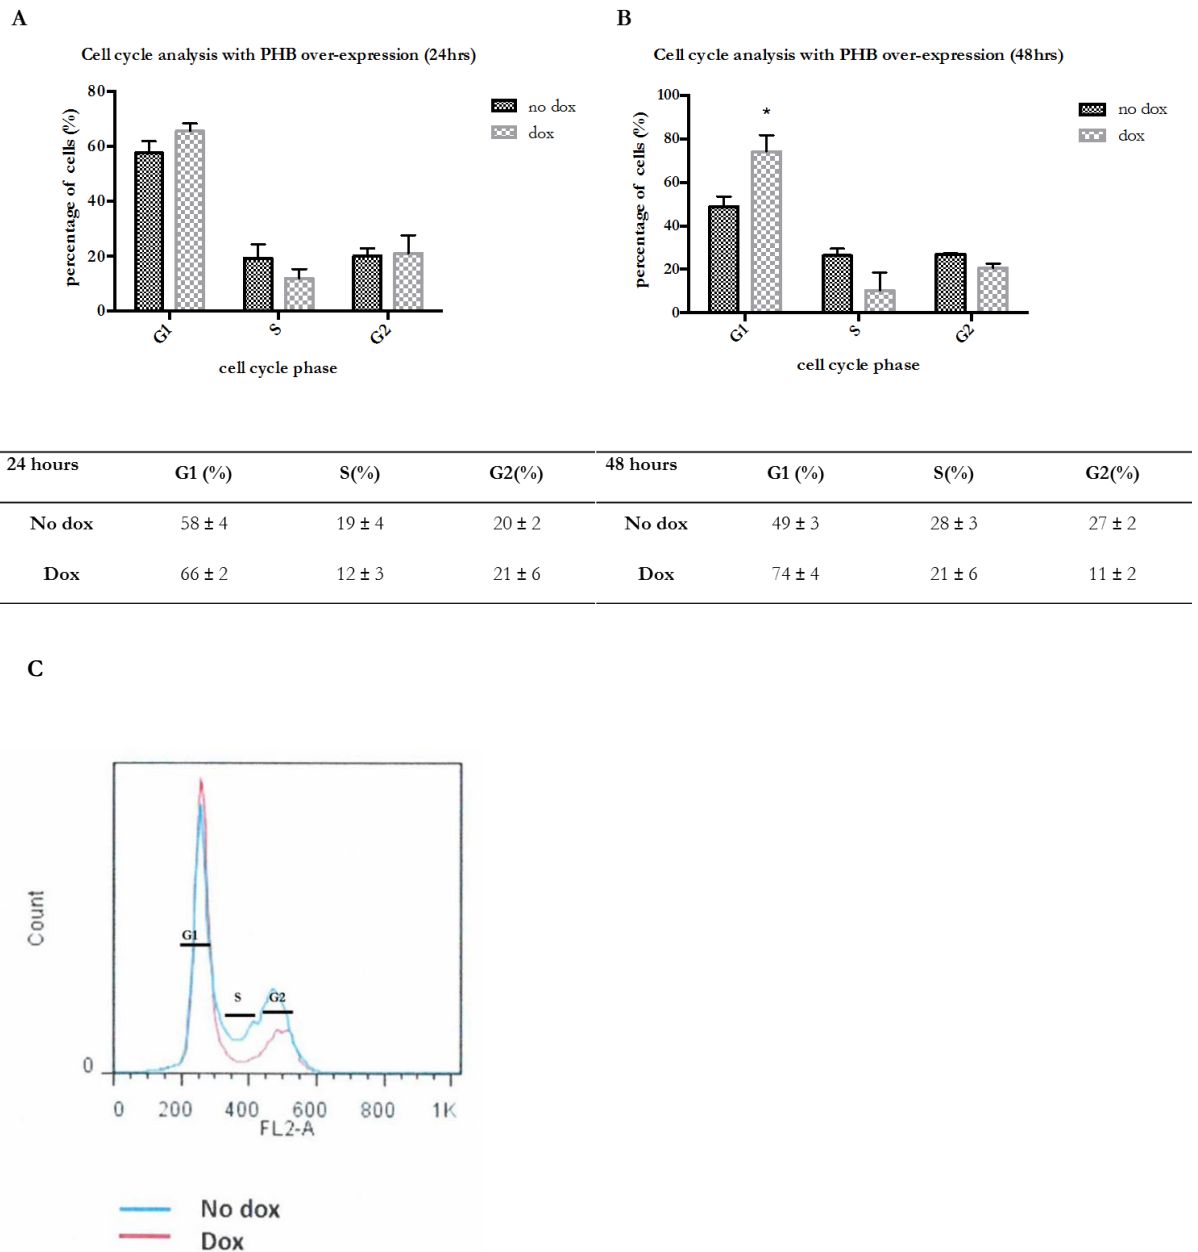 A
Cell cycle analysis with PHB over-expression (24hrs)
80
60
40
20
0
percentage of cells (%)
G1
S
G2
cell cycle phase
no dox
dox
B
Cell cycle analysis with PHB over-expression (48hrs)
100
80
60
40
20
0
percentage of cells (%)
*
G1
S
G2
cell cycle phase
no dox
dox
24 hours G1 (%) S(%) G2(%)
No dox 58 ± 4 19 ± 4 20 ± 2
Dox 66 ± 2 12 ± 3 21 ± 6
48 hours G1 (%) S(%) G2(%)
No dox 49 ± 3 28 ± 3 27 ± 2
Dox 74 ± 4 21 ± 6 11 ± 2
C
Count
G1
S
G2
0
0 200 400 600 800 1K
FL2-A
No dox
Dox